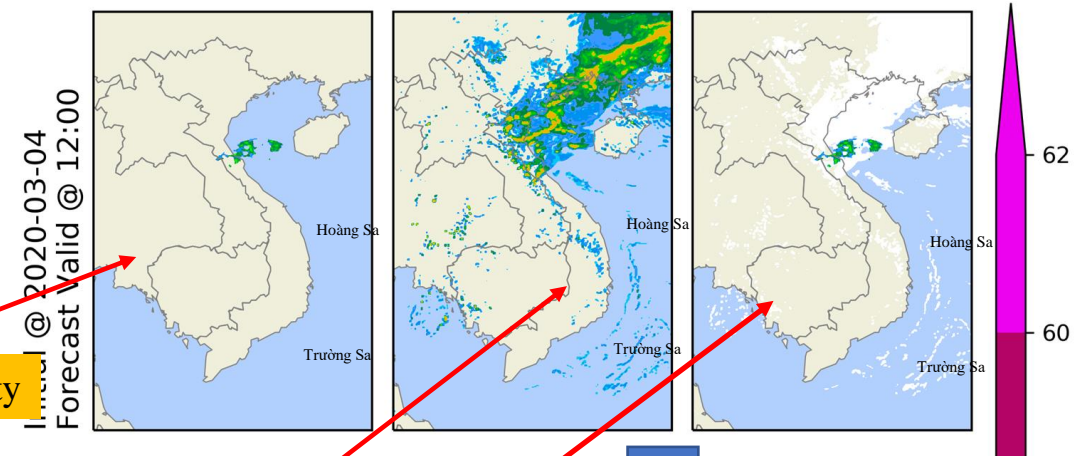 Initial @ 2020-03-04
Forecast Valid @ 12:00
Hoàng Sa
Trường Sa
Hoàng Sa
Trường Sa
Hoàng Sa
Trường Sa
62
60